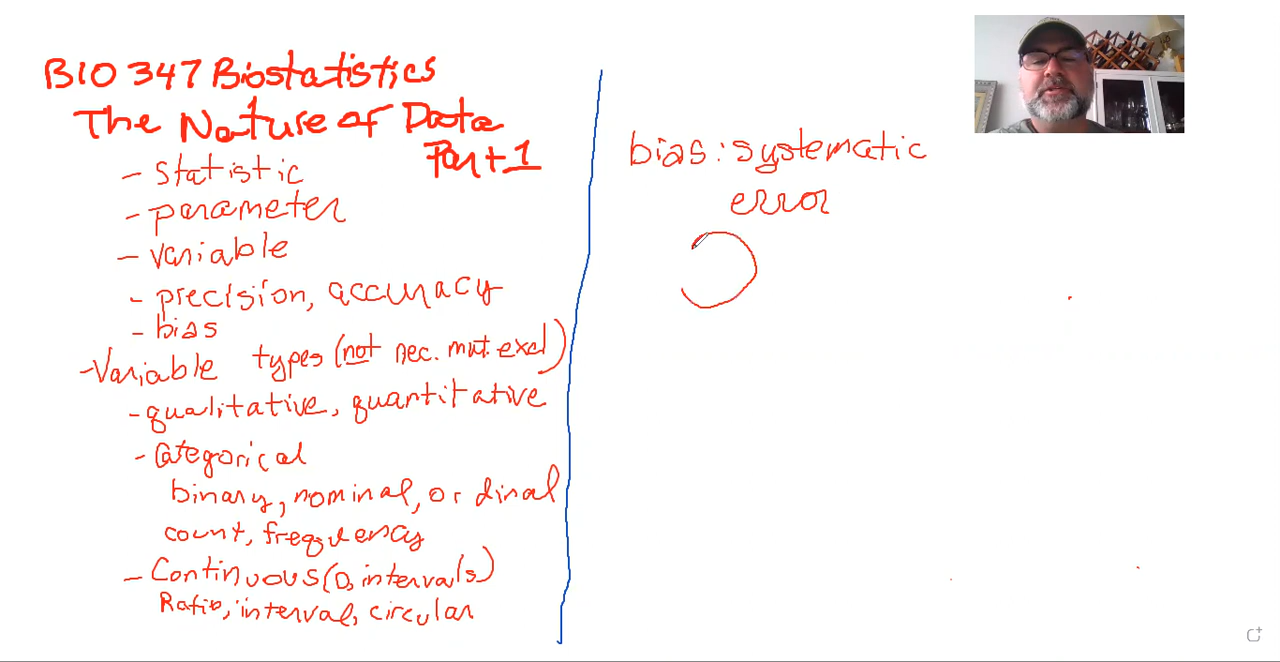 BIO 347 Biostatistics
The Nature of Data
Part 1
- statistic
- parameter
- variable
- precision, accuracy
- bias
- Variable types (not nec. mut. excl)
- qualitative, quantitative
- Categorical
binary, nominal, ordinal
count, frequency
- Continuous (0, intervals)
Ratio, interval, circular
bias: systematic
error